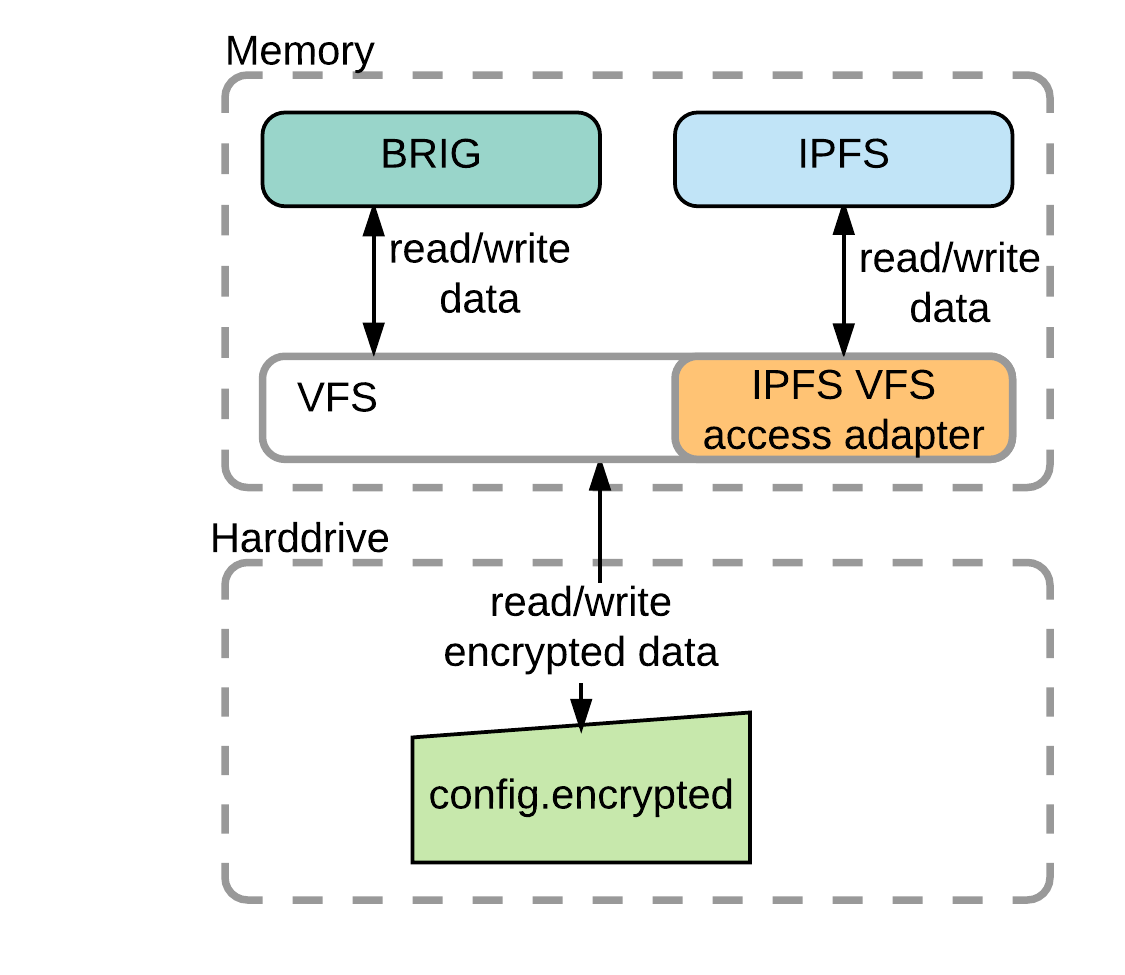 Memory
BRIG
IPFS
read/write
data
read/write
data
VFS
IPFS VFS
access adapter
Harddrive
read/write
encrypted data
config.encrypted